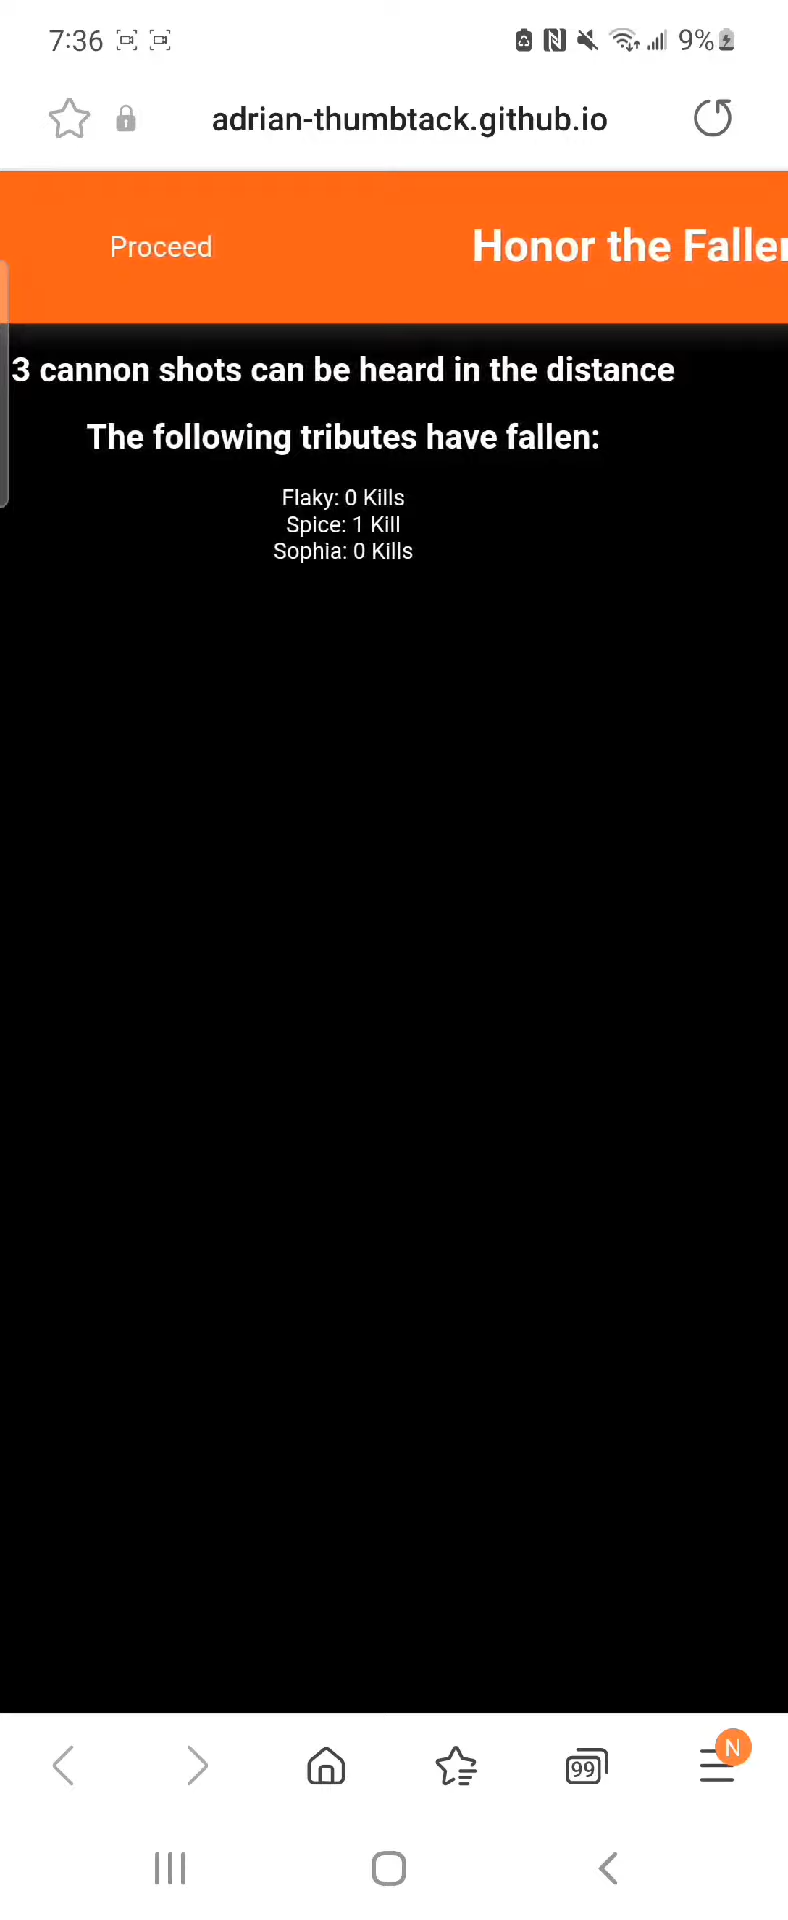 7:36
9%
adrian-thumbtack.github.io
Proceed
Honor the Fallen
3 cannon shots can be heard in the distance
The following tributes have fallen:
Flaky: 0 Kills
Spice: 1 Kill
Sophia: 0 Kills
99
N